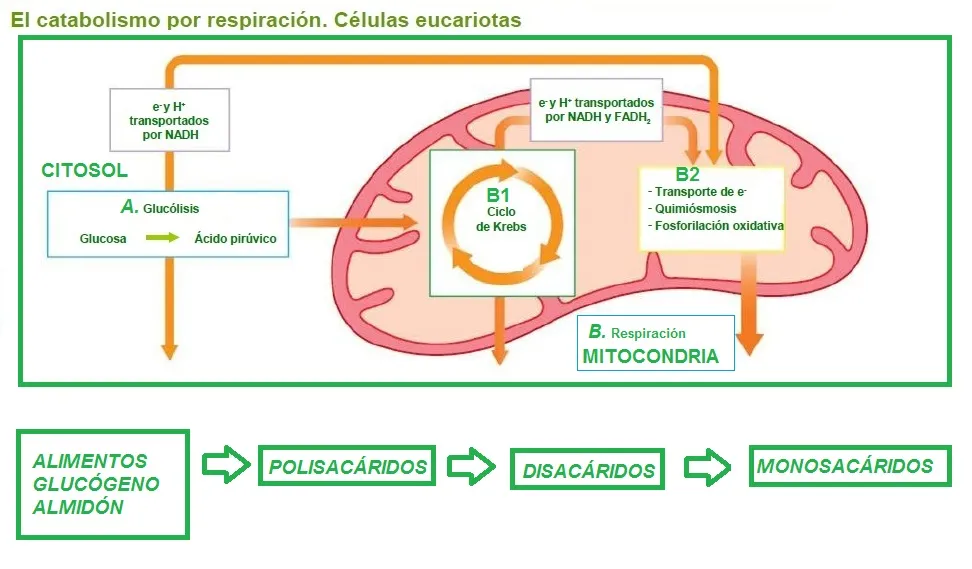 El catabolismo por respiración. Células eucariotas
e- y H+
transportados
por NADH
e- y H+ transportados
por NADH y FADH2
CITOSOL
A. Glucólisis
Glucosa
Ácido pirúvico
B1
Ciclo
de Krebs
B2
- Transporte de e-
- Quimiósmosis
- Fosforilación oxidativa
B. Respiración
MITOCONDRIA
ALIMENTOS
GLUCÓGENO
ALMIDÓN
POLISACÁRIDOS
DISACÁRIDOS
MONOSACÁRIDOS